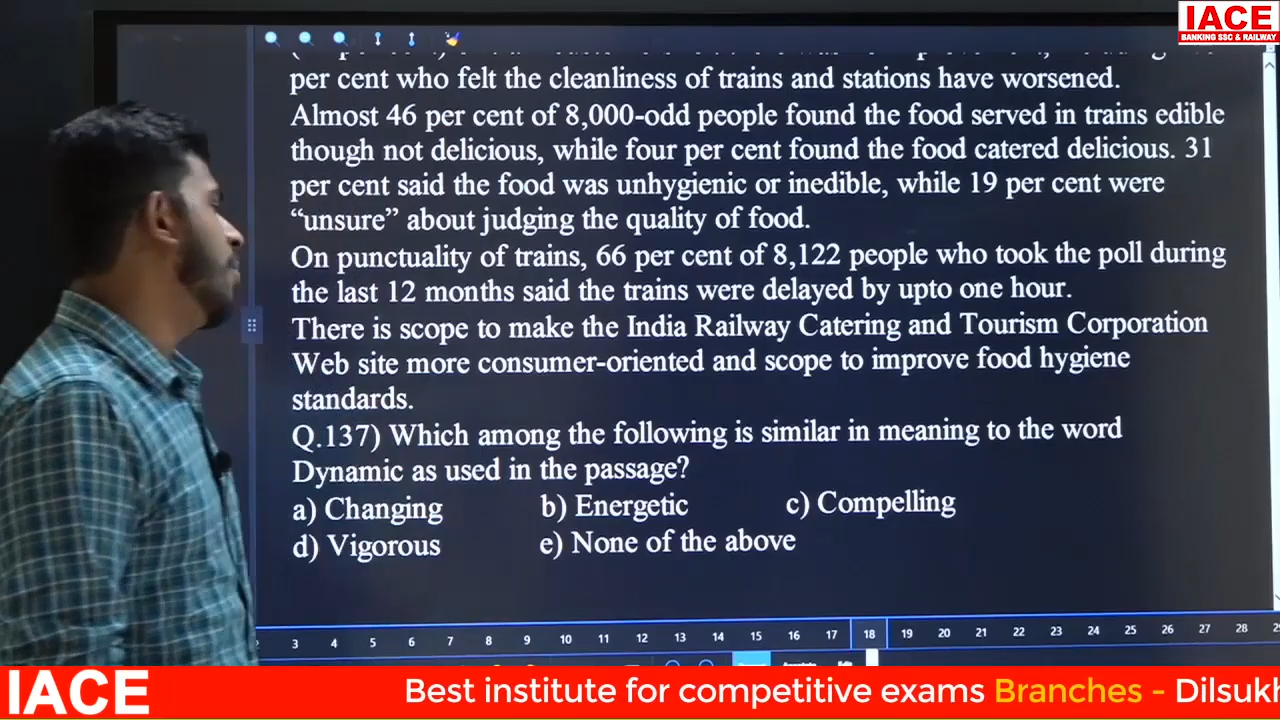 IACE
BANKING SSC & RAILWAY
per cent who felt the cleanliness of trains and stations have worsened.
Almost 46 per cent of 8,000-odd people found the food served in trains edible
though not delicious, while four per cent found the food catered delicious. 31
per cent said the food was unhygienic or inedible, while 19 per cent were
“unsure” about judging the quality of food.
On punctuality of trains, 66 per cent of 8,122 people who took the poll during
the last 12 months said the trains were delayed by upto one hour.
There is scope to make the India Railway Catering and Tourism Corporation
Web site more consumer-oriented and scope to improve food hygiene
standards.
Q.137) Which among the following is similar in meaning to the word
Dynamic as used in the passage?
a) Changing b) Energetic c) Compelling
d) Vigorous e) None of the above
3 4 5 6 7 8 9 10 11 12 13 14 15 16 17 18 19 20 21 22 23 24 25 26 27 28
IACE Best institute for competitive exams Branches - Dilsukh